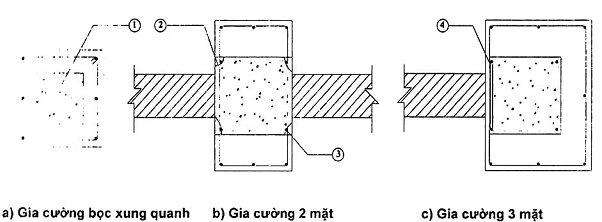 1 2 4
3
a) Gia cường bọc xung quanh b) Gia cường 2 mặt c) Gia cường 3 mặt